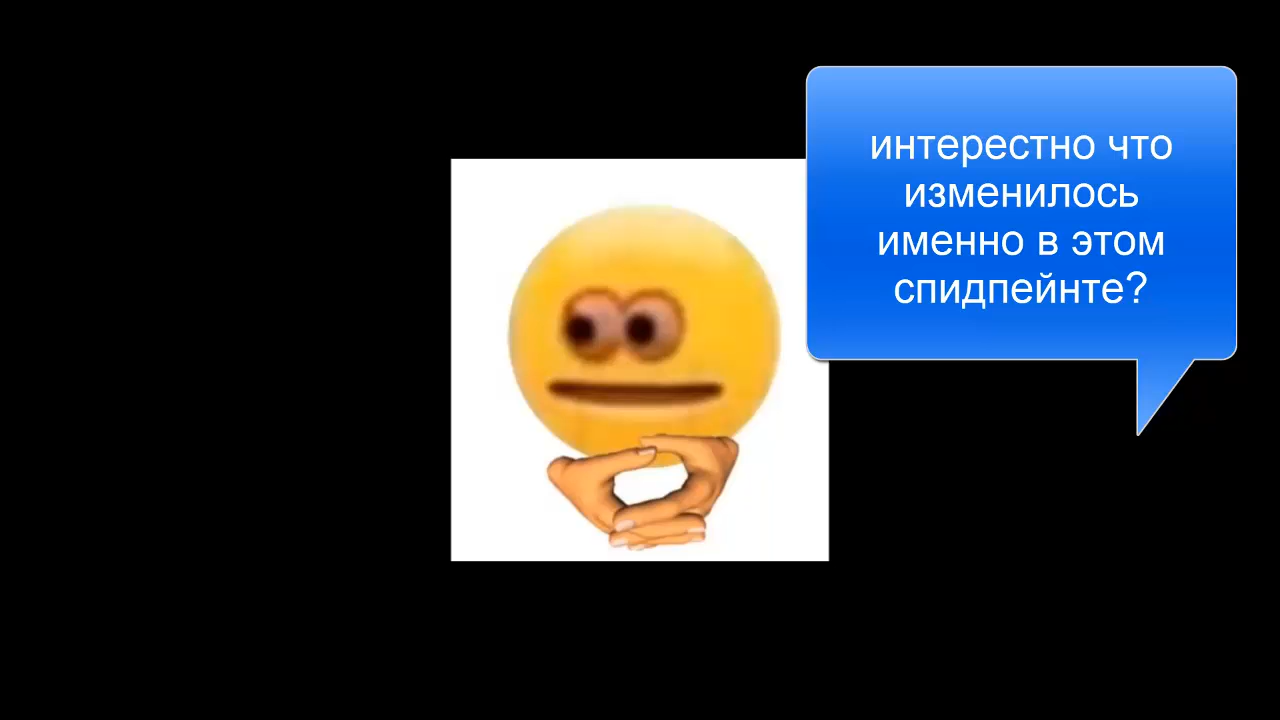 интерестно что
изменилось
именно в этом
спидпейнте?